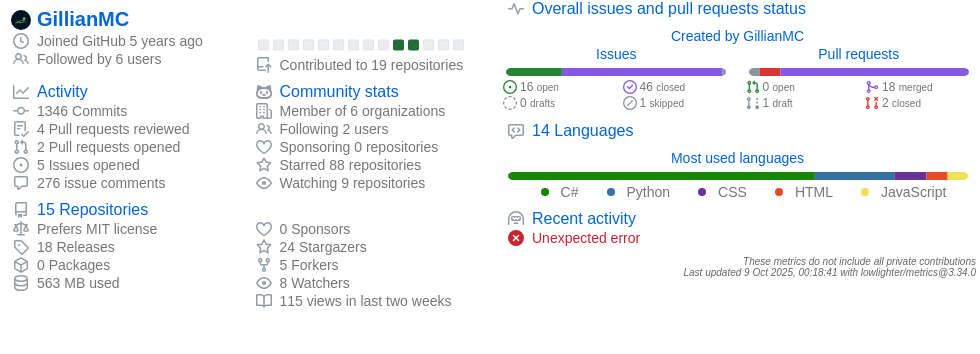 GillianMC
Joined GitHub 5 years ago
Followed by 6 users
Contributed to 19 repositories
Activity
1346 Commits
4 Pull requests reviewed
2 Pull requests opened
5 Issues opened
276 issue comments
Community stats
Member of 6 organizations
Following 2 users
Sponsoring 0 repositories
Starred 88 repositories
Watching 9 repositories
15 Repositories
Prefers MIT license
18 Releases
0 Packages
563 MB used
0 Sponsors
24 Stargazers
5 Forkers
8 Watchers
115 views in last two weeks
Overall issues and pull requests status
Created by GillianMC
Issues
16 open
46 closed
0 drafts
1 skipped
Pull requests
0 open
18 merged
1 draft
2 closed
14 Languages
Most used languages
C# Python CSS HTML JavaScript
Recent activity
Unexpected error
These metrics do not include all private contributions
Last updated 9 Oct 2025, 00:18:41 with lowlighter/metrics@3.34.0